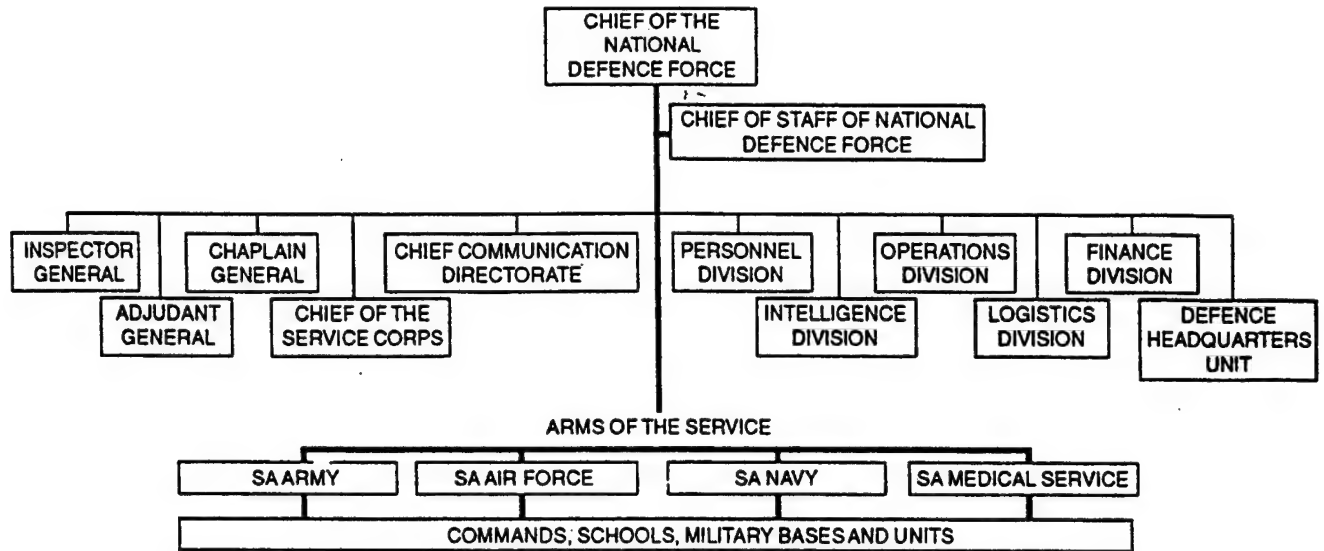 CHIEF OF THE
NATIONAL
DEFENCE FORCE
CHIEF OF STAFF OF NATIONAL
DEFENCE FORCE
INSPECTOR
GENERAL
CHAPLAIN
GENERAL
CHIEF COMMUNICATION
DIRECTORATE
PERSONNEL
DIVISION
OPERATIONS
DIVISION
FINANCE
DIVISION
ADJUDANT
GENERAL
CHIEF OF THE
SERVICE CORPS
INTELLIGENCE
DIVISION
LOGISTICS
DIVISION
DEFENCE
HEADQUARTERS
UNIT
ARMS OF THE SERVICE
SA ARMY
SA AIR FORCE
SA NAVY
SA MEDICAL SERVICE
COMMANDS, SCHOOLS, MILITARY BASES AND UNITS